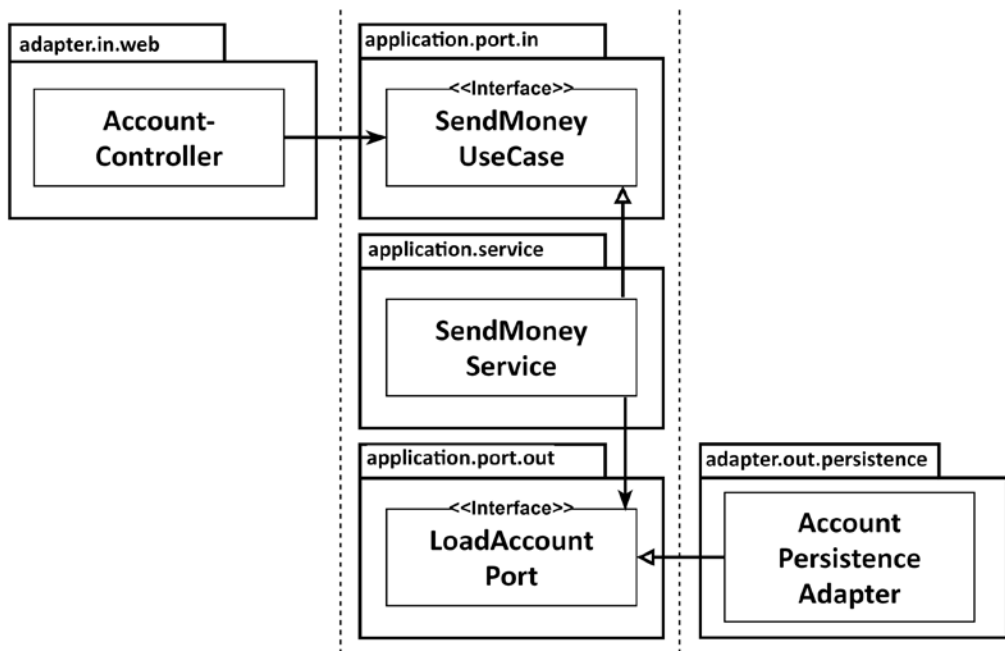 adapter.in.web
Account-
Controller
application.port.in
<<Interface>>
SendMoney
UseCase
application.service
SendMoney
Service
application.port.out
<<Interface>>
LoadAccount
Port
adapter.out.persistence
Account
Persistence
Adapter